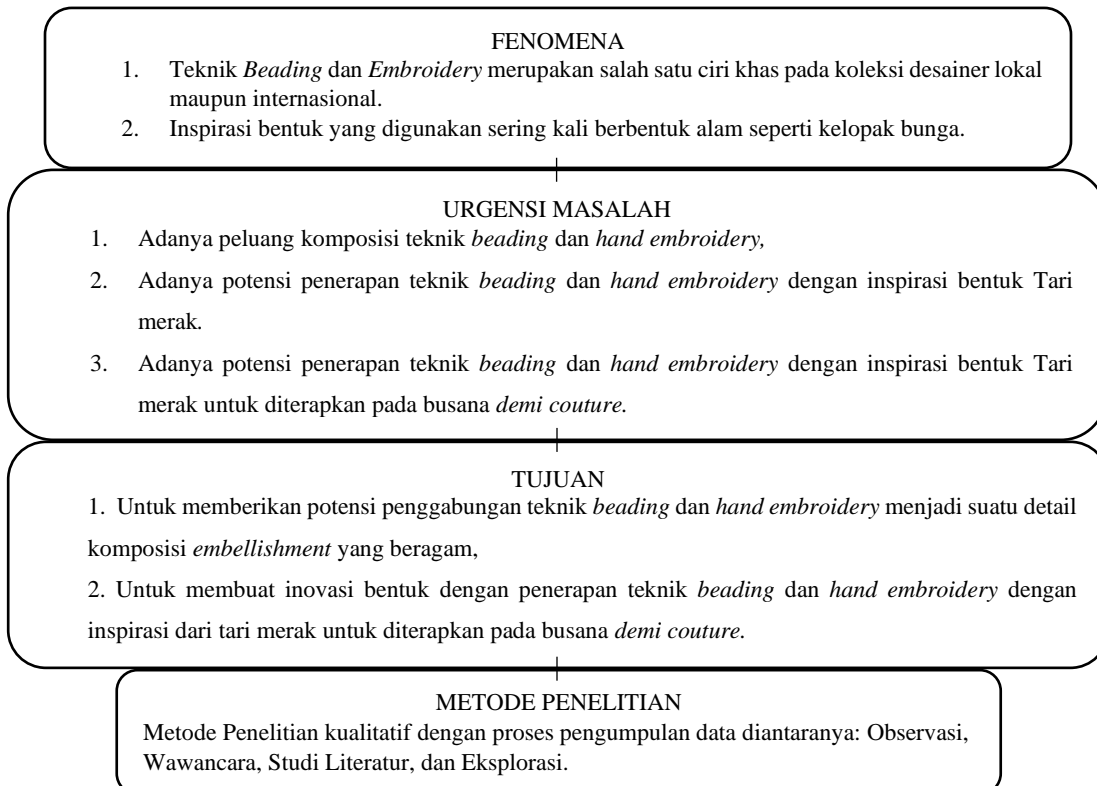 FENOMENA
1. Teknik Beading dan Embroidery merupakan salah satu ciri khas pada koleksi desainer lokal
maupun internasional.
2. Inspirasi bentuk yang digunakan sering kali berbentuk alam seperti kelopak bunga.
URGENSI MASALAH
1. Adanya peluang komposisi teknik beading dan hand embroidery,
2. Adanya potensi penerapan teknik beading dan hand embroidery dengan inspirasi bentuk Tari
merak.
3. Adanya potensi penerapan teknik beading dan hand embroidery dengan inspirasi bentuk Tari
merak untuk diterapkan pada busana demi couture.
TUJUAN
1. Untuk memberikan potensi penggabungan teknik beading dan hand embroidery menjadi suatu detail
komposisi embellishment yang beragam,
2. Untuk membuat inovasi bentuk dengan penerapan teknik beading dan hand embroidery dengan
inspirasi dari tari merak untuk diterapkan pada busana demi couture.
METODE PENELITIAN
Metode Penelitian kualitatif dengan proses pengumpulan data diantaranya: Observasi,
Wawancara, Studi Literatur, dan Eksplorasi.